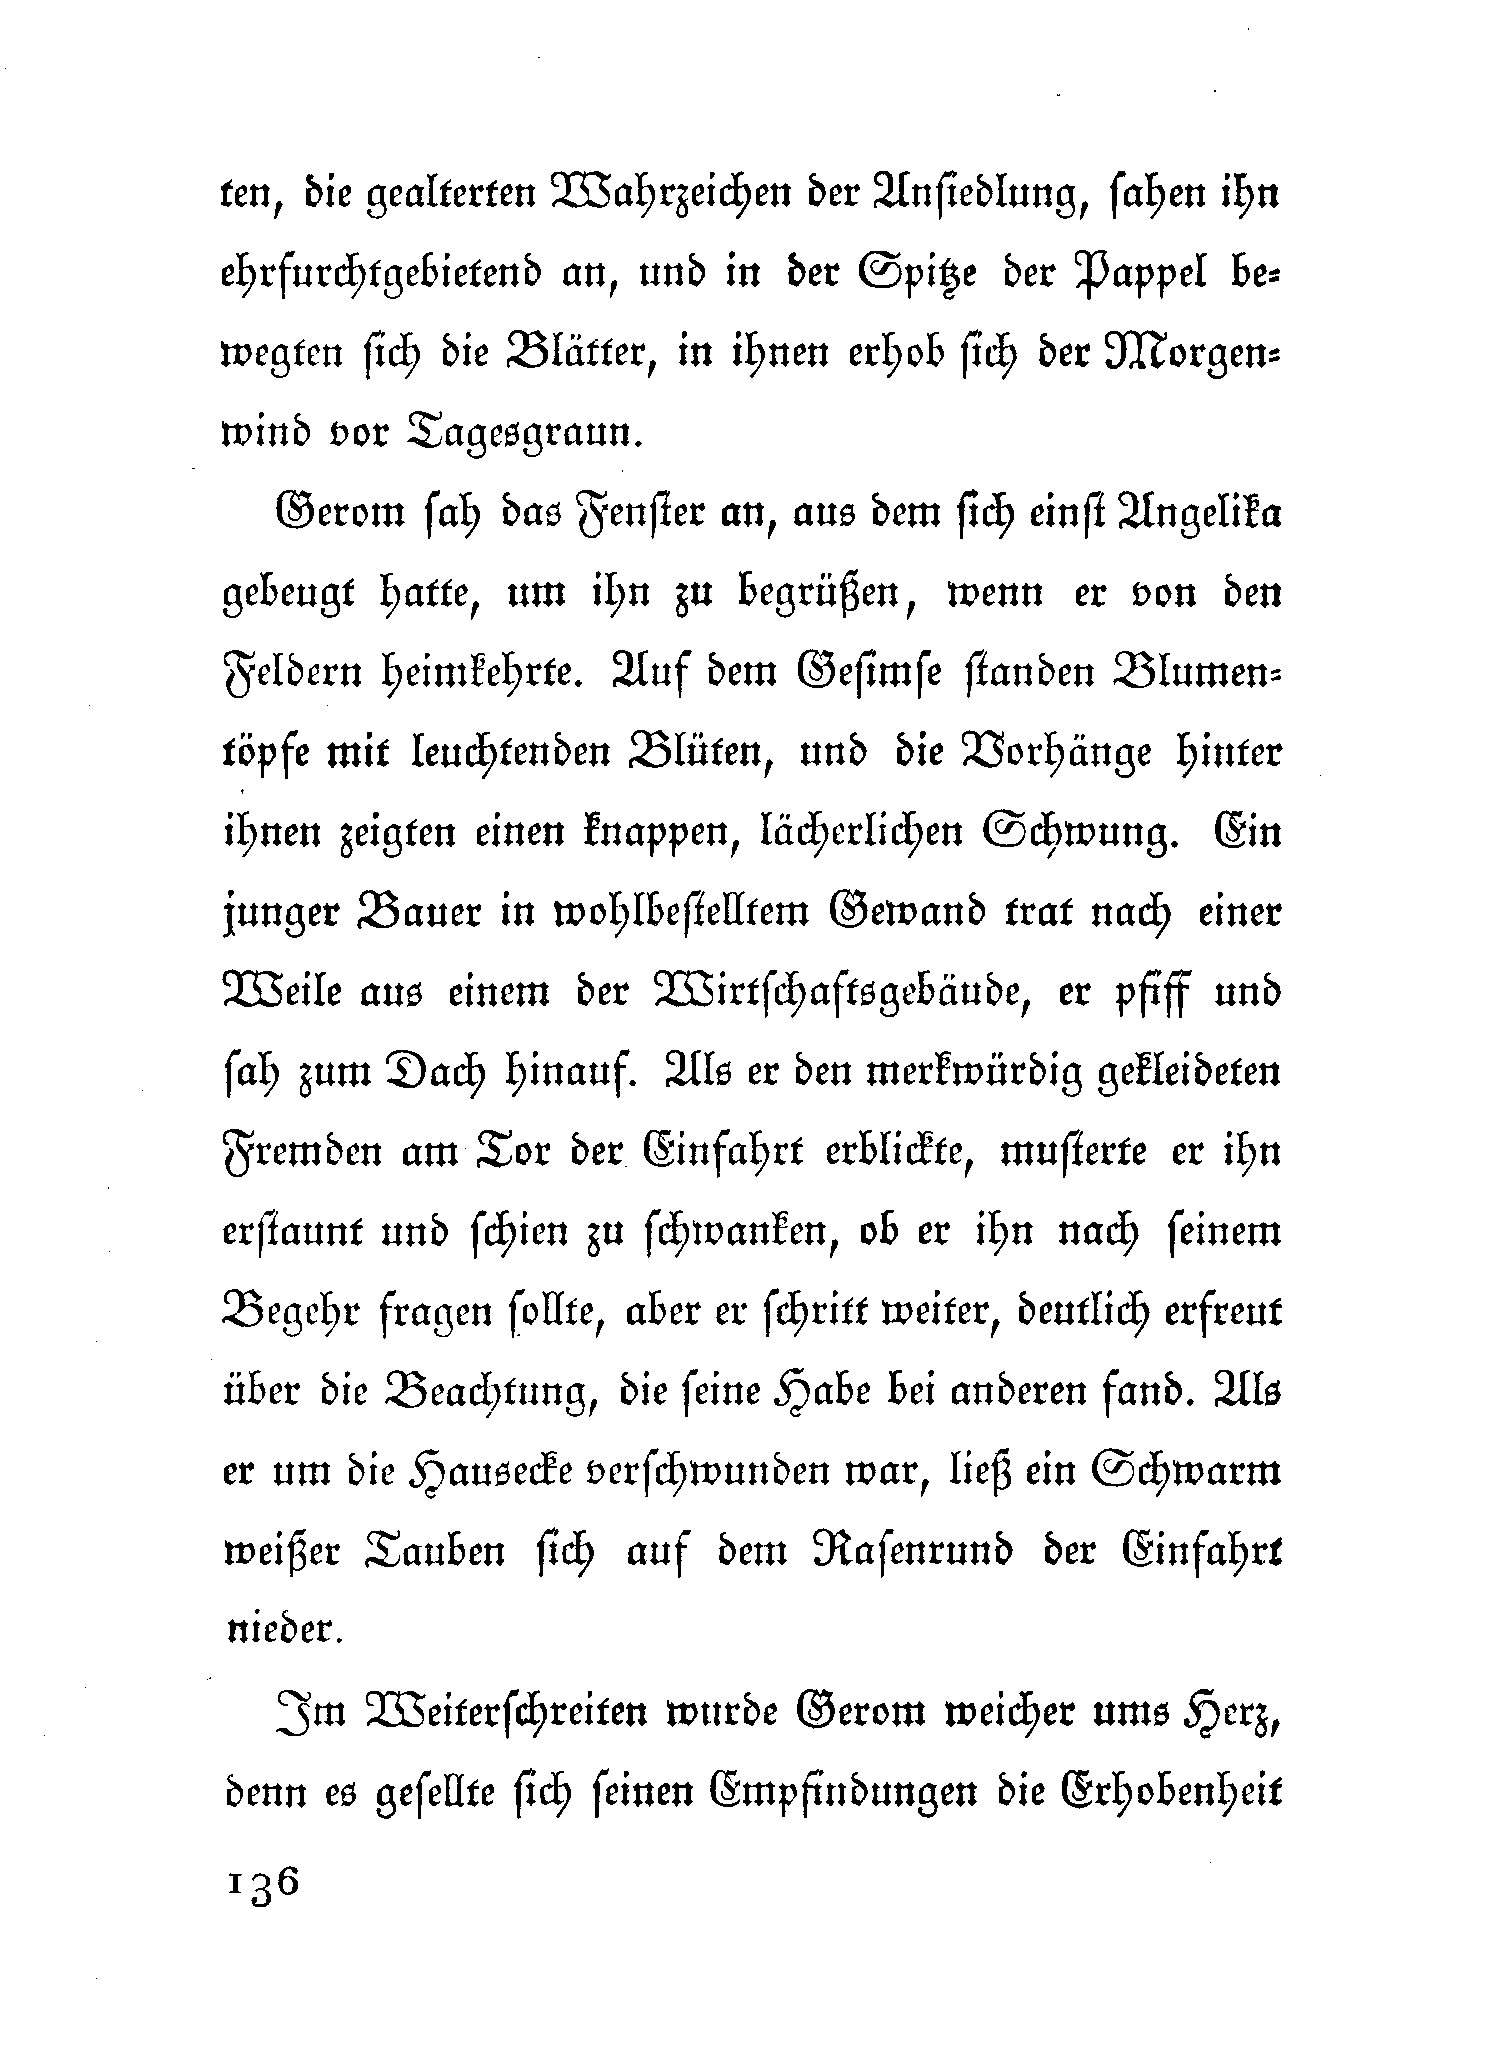 ten, die gealterten Wahrzeichen der Anſiedlung, ſahen ihn
ehrfurchtgebietend an, und in der Spitze der Pappel be-
wegten ſich die Blätter, in ihnen erhob ſich der Morgen-
wind vor Tagesgraun.
Gerom ſah das Fenſter an, aus dem ſich einſt Angelika
gebeugt hatte, um ihn zu begrüßen, wenn er von den
Feldern heimkehrte. Auf dem Geſimſe ſtanden Blumen-
töpfe mit leuchtenden Blüten, und die Vorhänge hinter
ihnen zeigten einen knappen, lächerlichen Schwung. Ein
junger Bauer in wohlbeſtelltem Gewand trat nach einer
Weile aus einem der Wirtſchaftsgebäude, er pfiff und
ſah zum Dach hinauf. Als er den merkwürdig gekleideten
Fremden am Tor der Einfahrt erblickte, muſterte er ihn
erſtaunt und ſchien zu ſchwanken, ob er ihn nach ſeinem
Begehr fragen ſollte, aber er ſchritt weiter, deutlich erfreut
über die Beachtung, die ſeine Habe bei anderen fand. Als
er um die Hausecke verſchwunden war, ließ ein Schwarm
weißer Tauben ſich auf dem Raſenrund der Einfahrt
nieder.
Im Weiterſchreiten wurde Gerom weicher ums Herz,
denn es geſellte ſich ſeinen Empfindungen die Erhobenheit
136